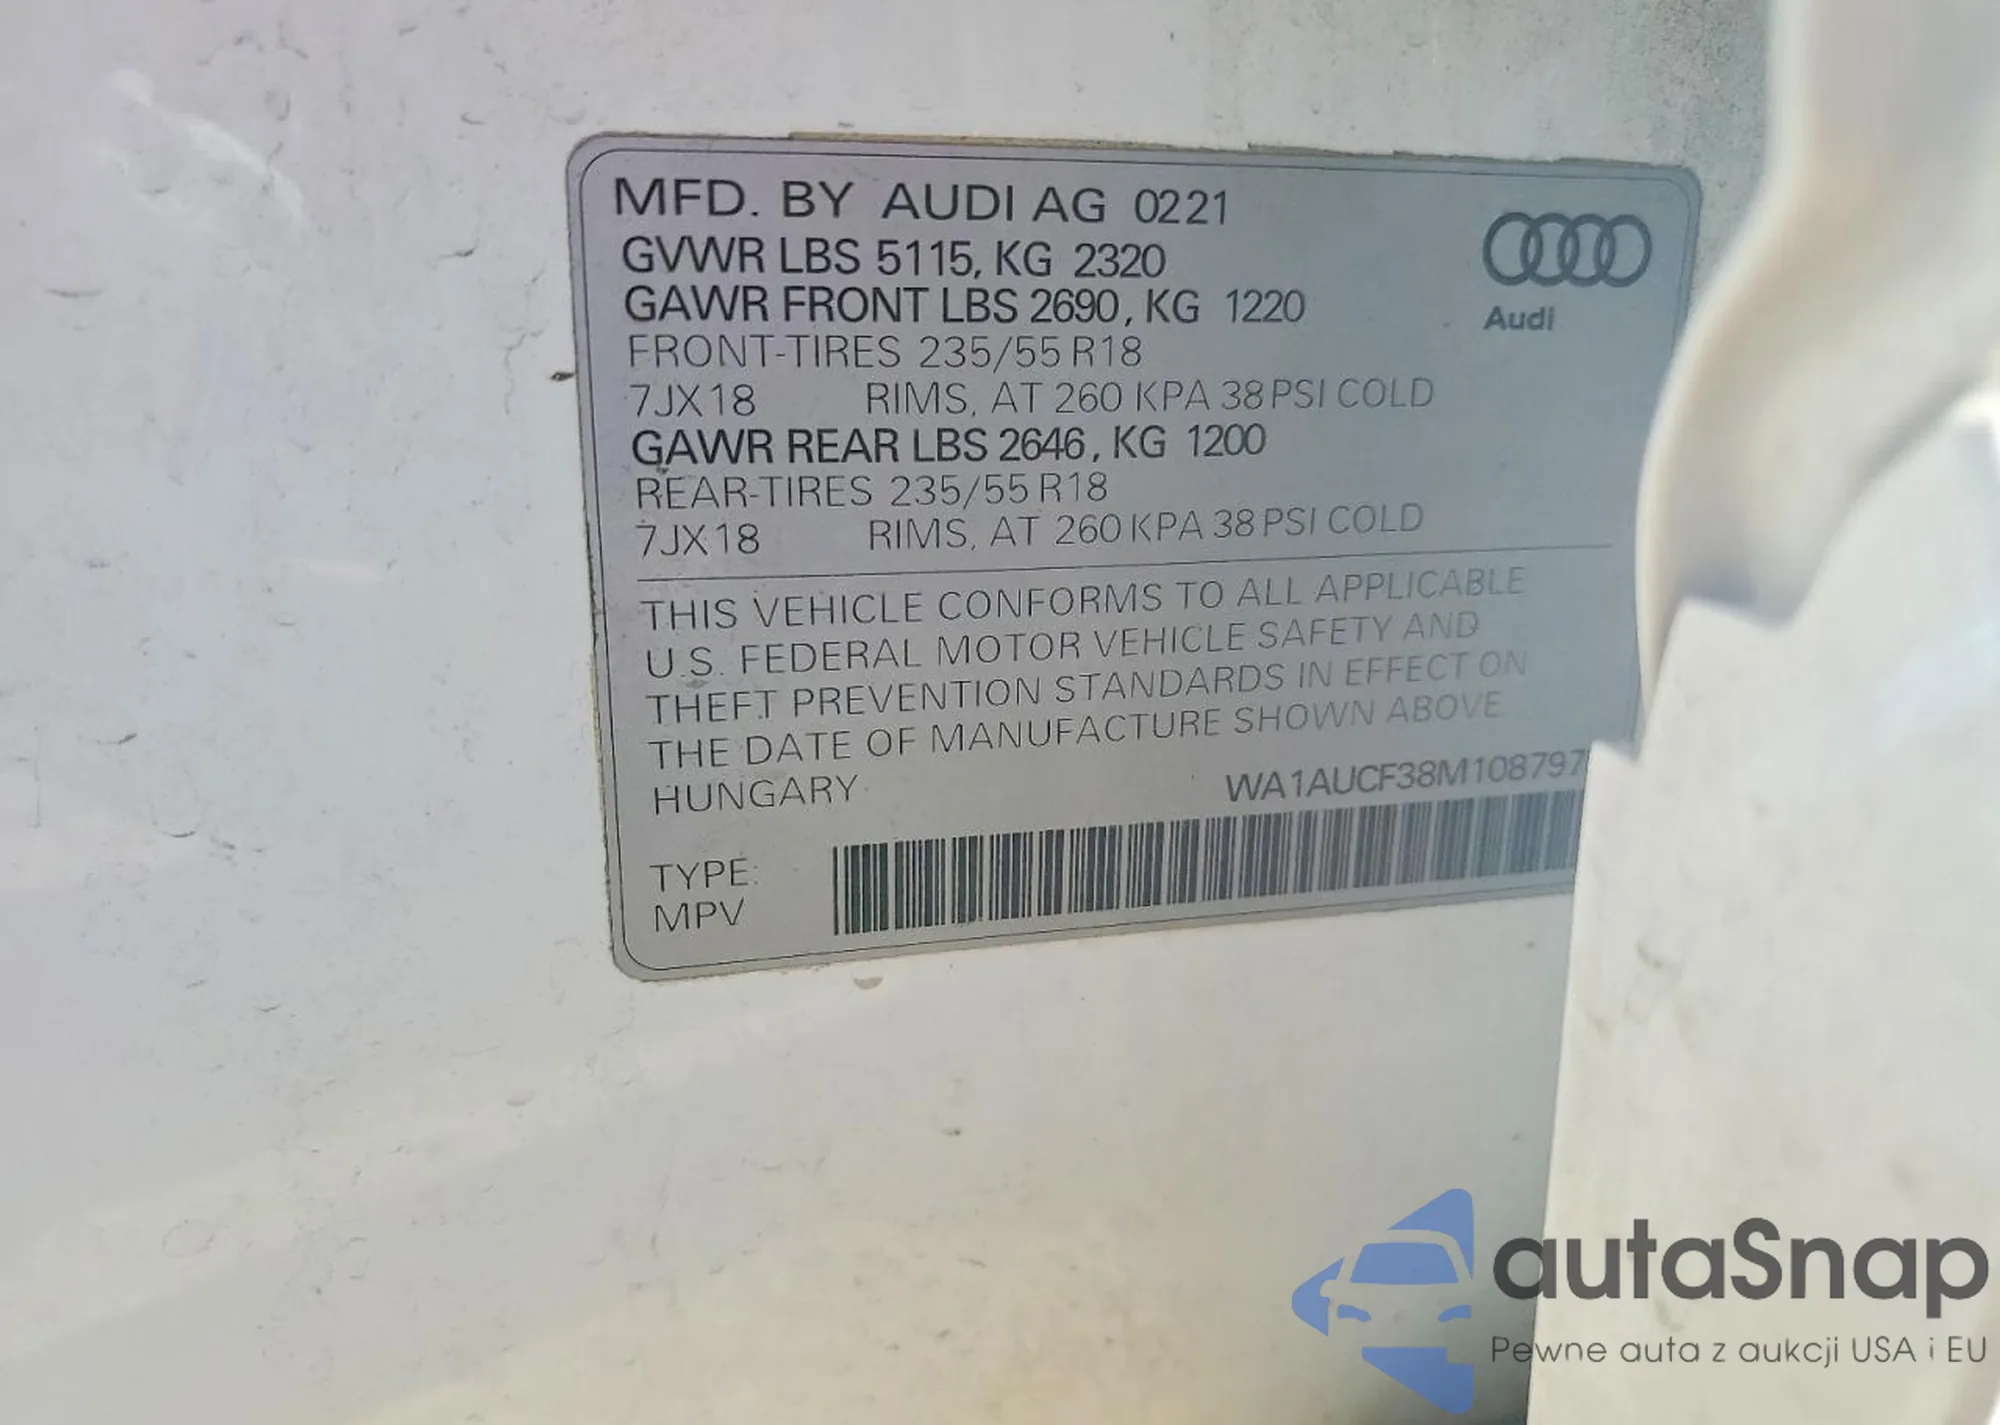 MFD. BY AUDI AG 0221
GVWR LBS 5115, KG 2320
GAWR FRONT LBS 2690, KG 1220
FRONT-TIRES 235/55 R18
7JX18 RIMS, AT 260 KPA 38 PSI COLD
GAWR REAR LBS 2646, KG 1200
REAR-TIRES 235/55 R18
7JX18 RIMS, AT 260 KPA 38 PSI COLD
Audi
THIS VEHICLE CONFORMS TO ALL APPLICABLE
U.S. FEDERAL MOTOR VEHICLE SAFETY AND
THEFT PREVENTION STANDARDS IN EFFECT ON
THE DATE OF MANUFACTURE SHOWN ABOVE
HUNGARY WA1AUCF38M108797
TYPE:
MPV
autaSnap
Pewne auta z aukcji USA i EU